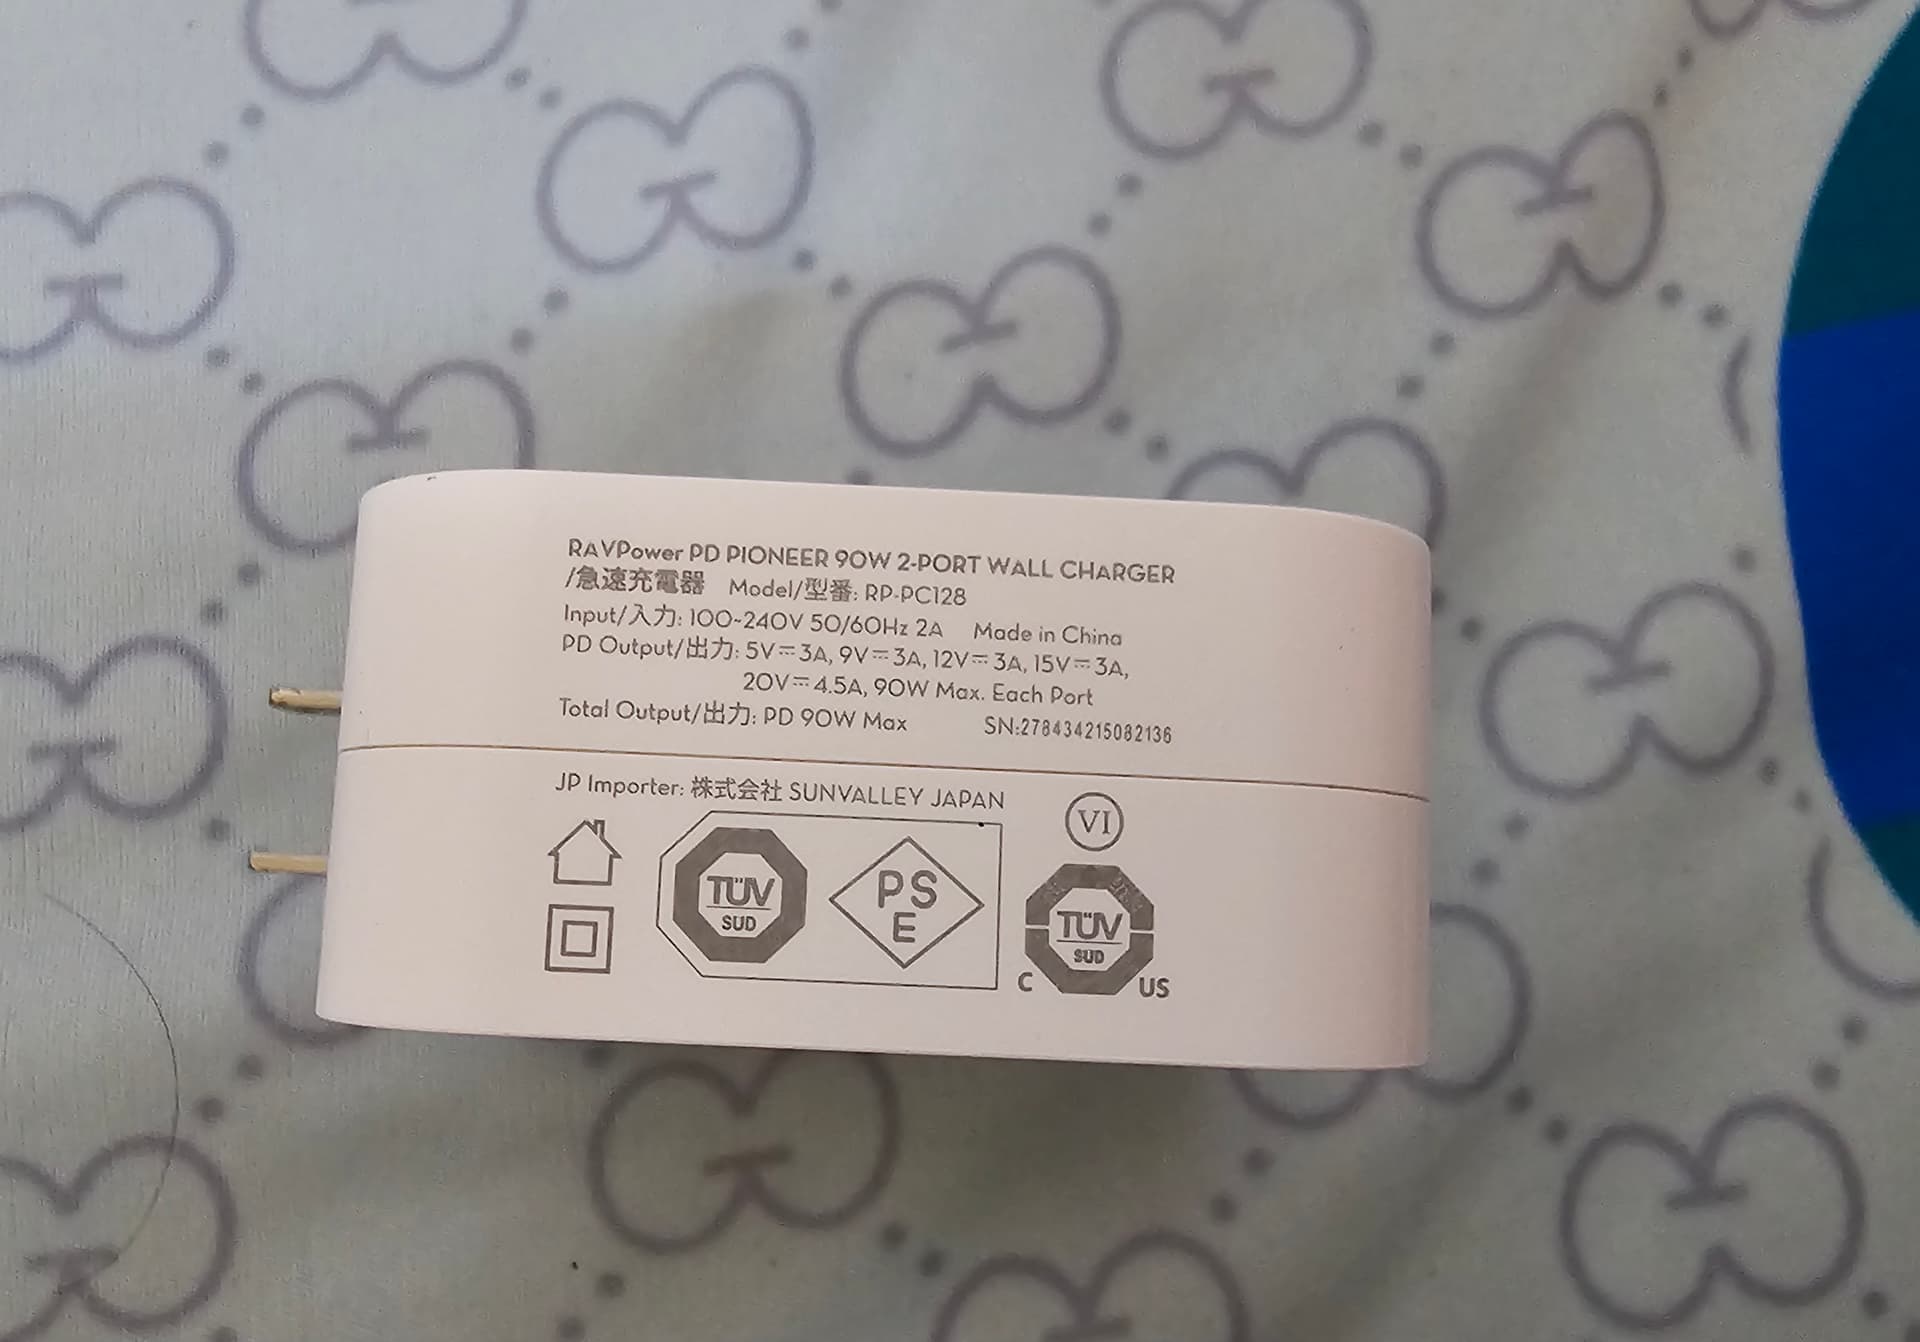 RAVPower PD PIONEER 90W 2-PORT WALL CHARGER
/急速充電器 Model/型番: RP-PC128
Input/入力: 100~240V 50/60Hz 2A Made in China
PD Output/出力: 5V⎓3A, 9V⎓3A, 12V⎓3A, 15V⎓3A,
20V⎓4.5A, 90W Max. Each Port
Total Output/出力: PD 90W Max SN:278434215082136
JP Importer: 株式会社 SUNVALLEY JAPAN
VI
TÜV
SUD
PS
E
TÜV
SUD
C US